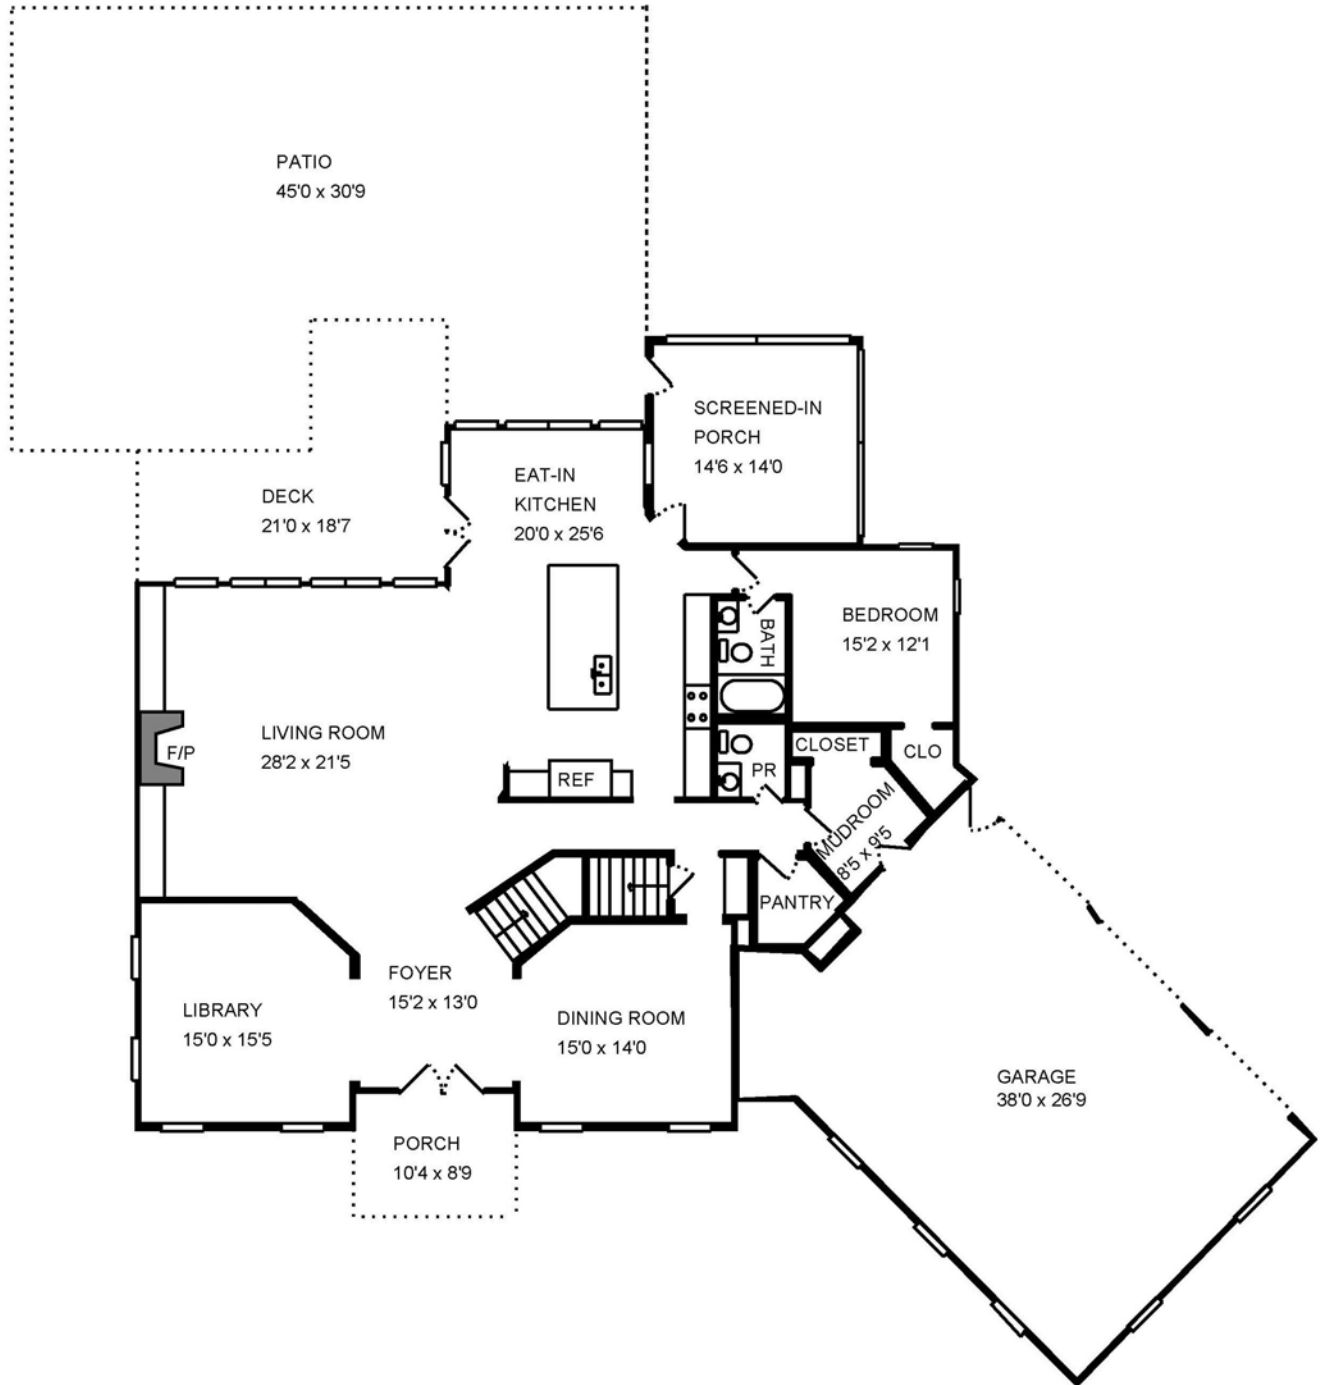 PATIO
45'0 x 30'9
SCREENED-IN
PORCH
14'6 x 14'0
EAT-IN
KITCHEN
20'0 x 25'6
DECK
21'0 x 18'7
BEDROOM
15'2 x 12'1
BATH
LIVING ROOM
28'2 x 21'5
F/P
REF
PR
CLOSET
CLO
MUDROOM
8'5 x 9'5
PANTRY
FOYER
15'2 x 13'0
LIBRARY
15'0 x 15'5
DINING ROOM
15'0 x 14'0
GARAGE
38'0 x 26'9
PORCH
10'4 x 8'9